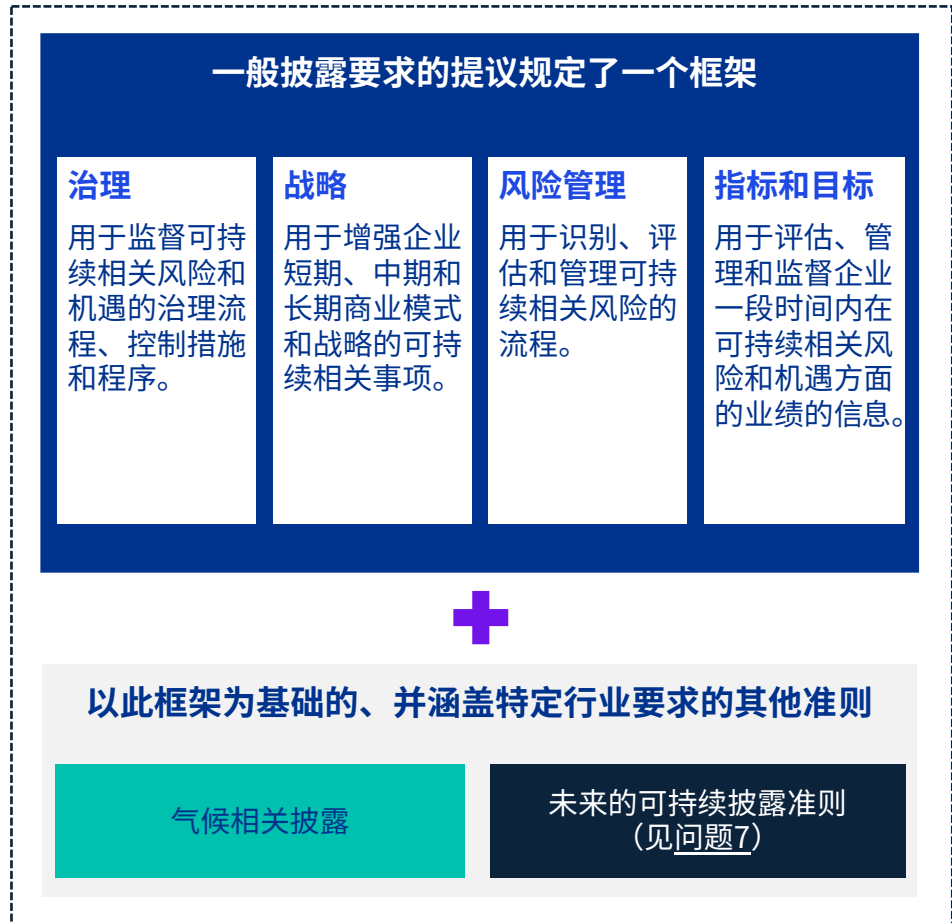 一般披露要求的提议规定了一个框架
治理
用于监督可持
续相关风险和
机遇的治理流
程、控制措施
和程序。
战略
用于增强企业
短期、中期和
长期商业模式
和战略的可持
续相关事项。
风险管理
用于识别、评
估和管理可持
续相关风险的
流程。
指标和目标
用于评估、管
理和监督企业
一段时间内在
可持续相关风
险和机遇方面
的业绩的信息。
以此框架为基础的、并涵盖特定行业要求的其他准则
气候相关披露
未来的可持续披露准则
（见问题7）